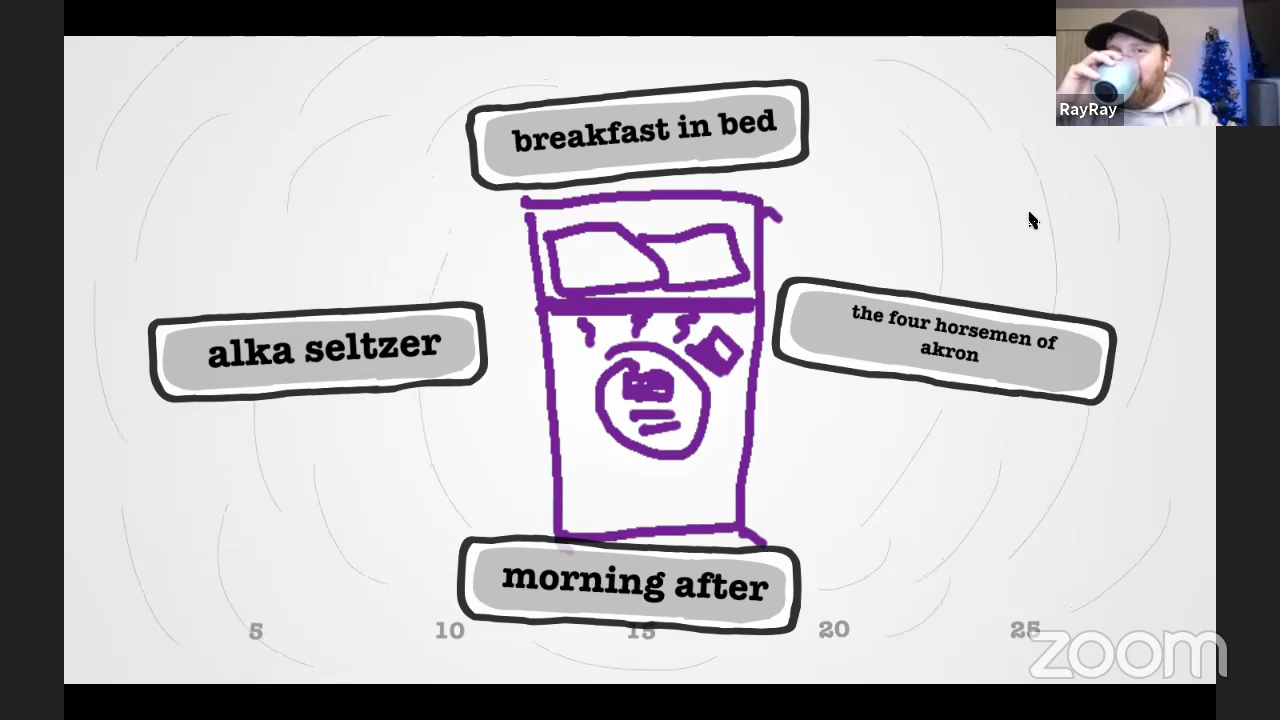 RayRay
breakfast in bed
alka seltzer
the four horsemen of
akron
morning after
5 10 15 20 25
zoom